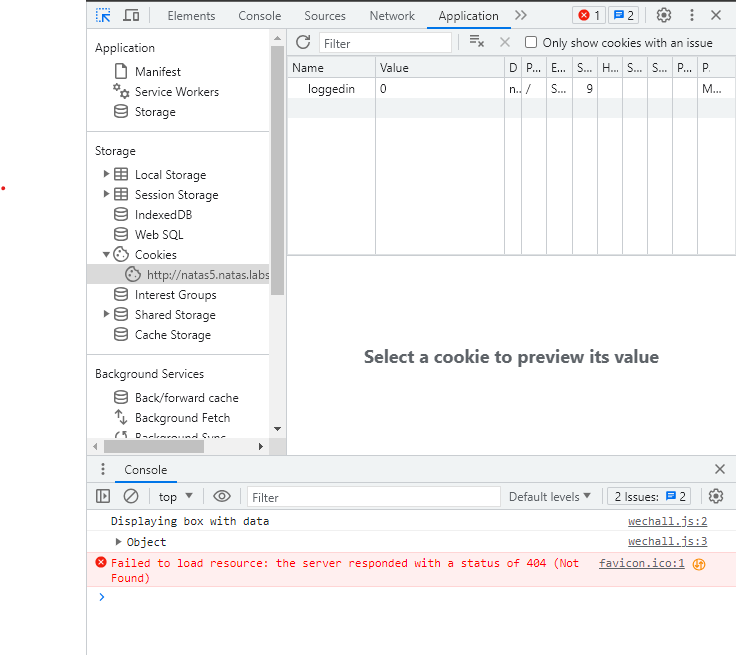 Elements Console Sources Network Application 1 2
Application
Manifest
Service Workers
Storage
Storage
Local Storage
Session Storage
IndexedDB
Web SQL
Cookies
http://natas5.natas.labs
Interest Groups
Shared Storage
Cache Storage
Background Services
Back/forward cache
Background Fetch
Background Sync
Filter Only show cookies with an issue
Name Value D P... E... S... H... S... S... P... P.
loggedin 0 n.. / S... 9 M...
Select a cookie to preview its value
Console
top Filter Default levels 2 Issues: 2
Displaying box with data wechall.js:2
Object wechall.js:3
Failed to load resource: the server responded with a status of 404 (Not favicon.ico:1
Found)